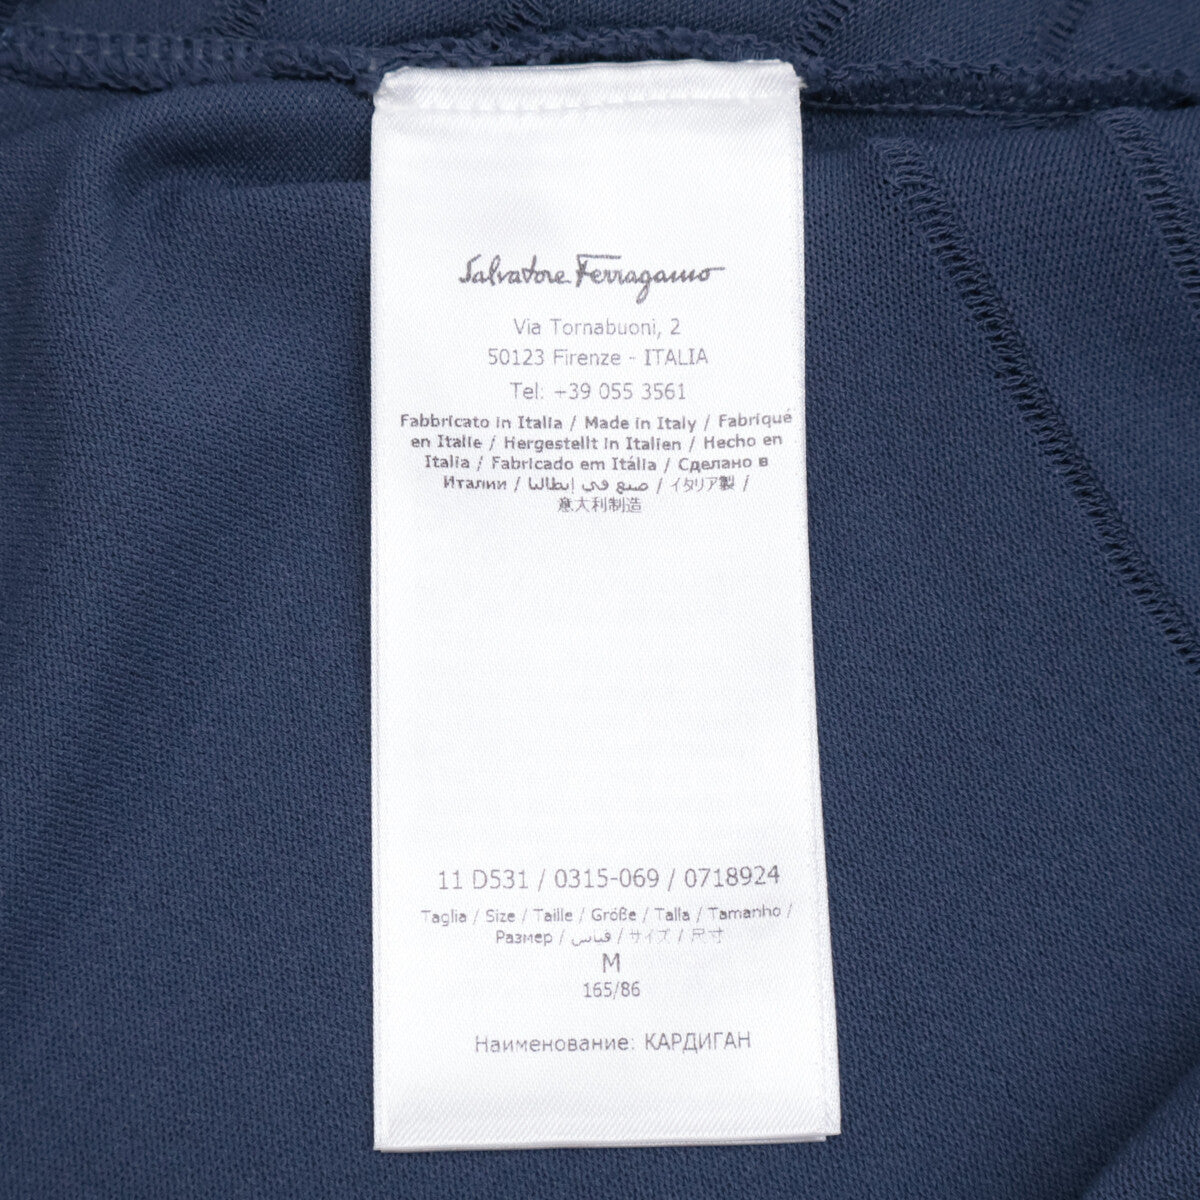 Salvatore Ferragamo
Via Tornabuoni, 2
50123 Firenze - ITALIA
Tel: +39 055 3561
Fabbricato in Italia / Made in Italy / Fabriqué
en Italie / Hergestellt in Italien / Hecho en
Italia / Fabricado em Itália / Сделано в
Италии / صنع في إيطاليا / イタリア製 /
意大利制造
11 D531 / 0315-069 / 0718924
Taglia / Size / Taille / Größe / Talla / Tamanho /
Размер / قياس / サイズ / 尺寸
M
165/86
Наименование: КАРДИГАН